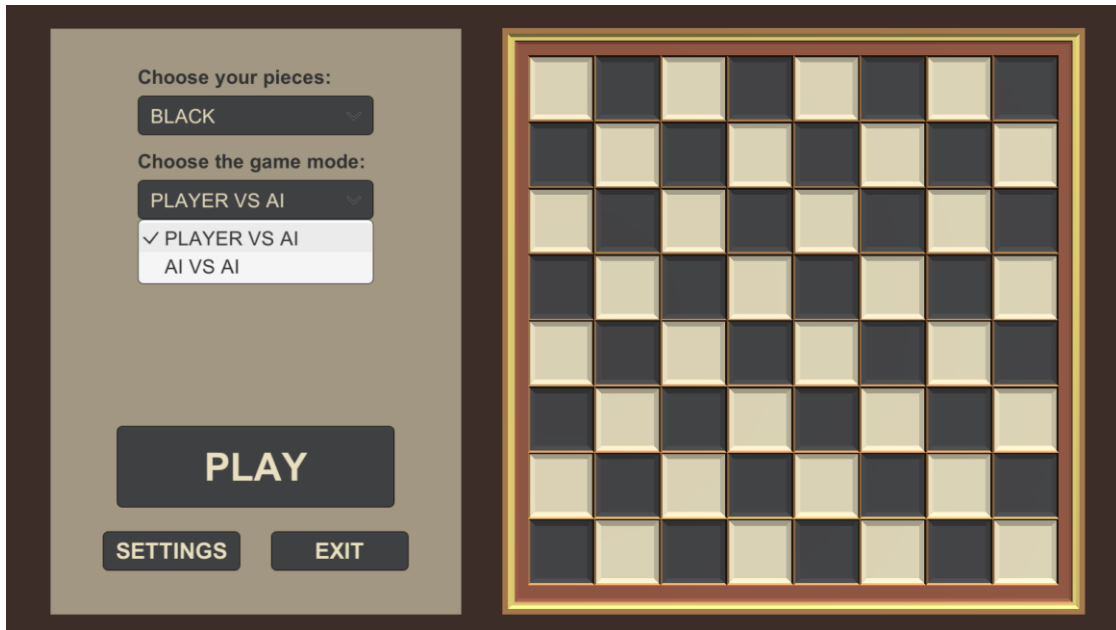 Choose your pieces:
BLACK
Choose the game mode:
PLAYER VS AI
PLAYER VS AI
AI VS AI
PLAY
SETTINGS
EXIT